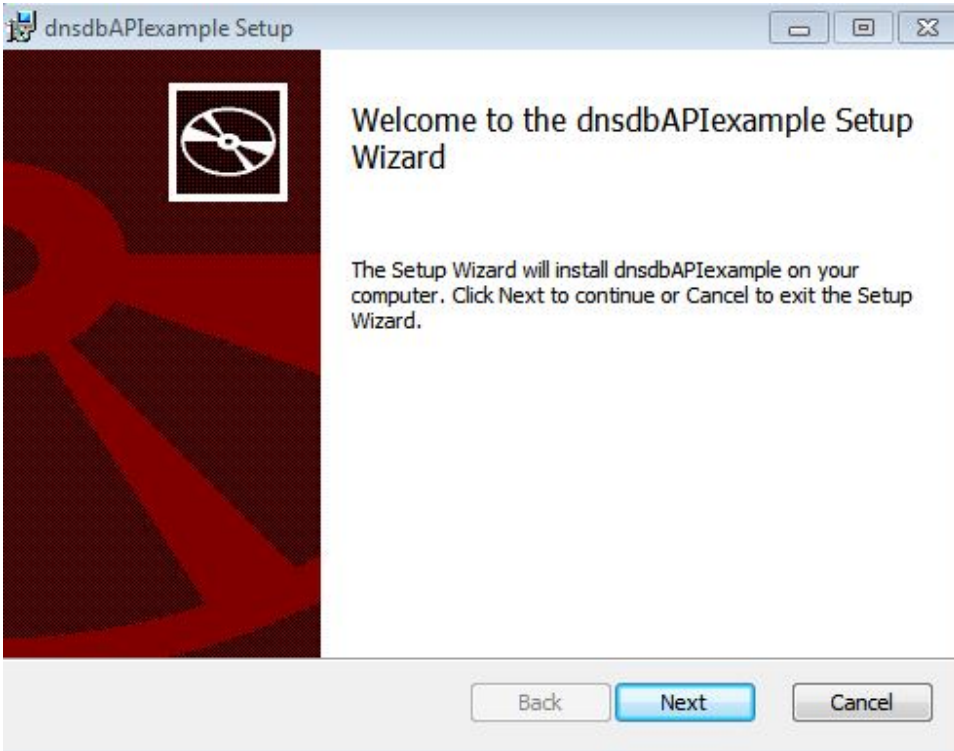 dnsdbAPIexample Setup
Welcome to the dnsdbAPIexample Setup
Wizard
The Setup Wizard will install dnsdbAPIexample on your
computer. Click Next to continue or Cancel to exit the Setup
Wizard.
Back Next Cancel